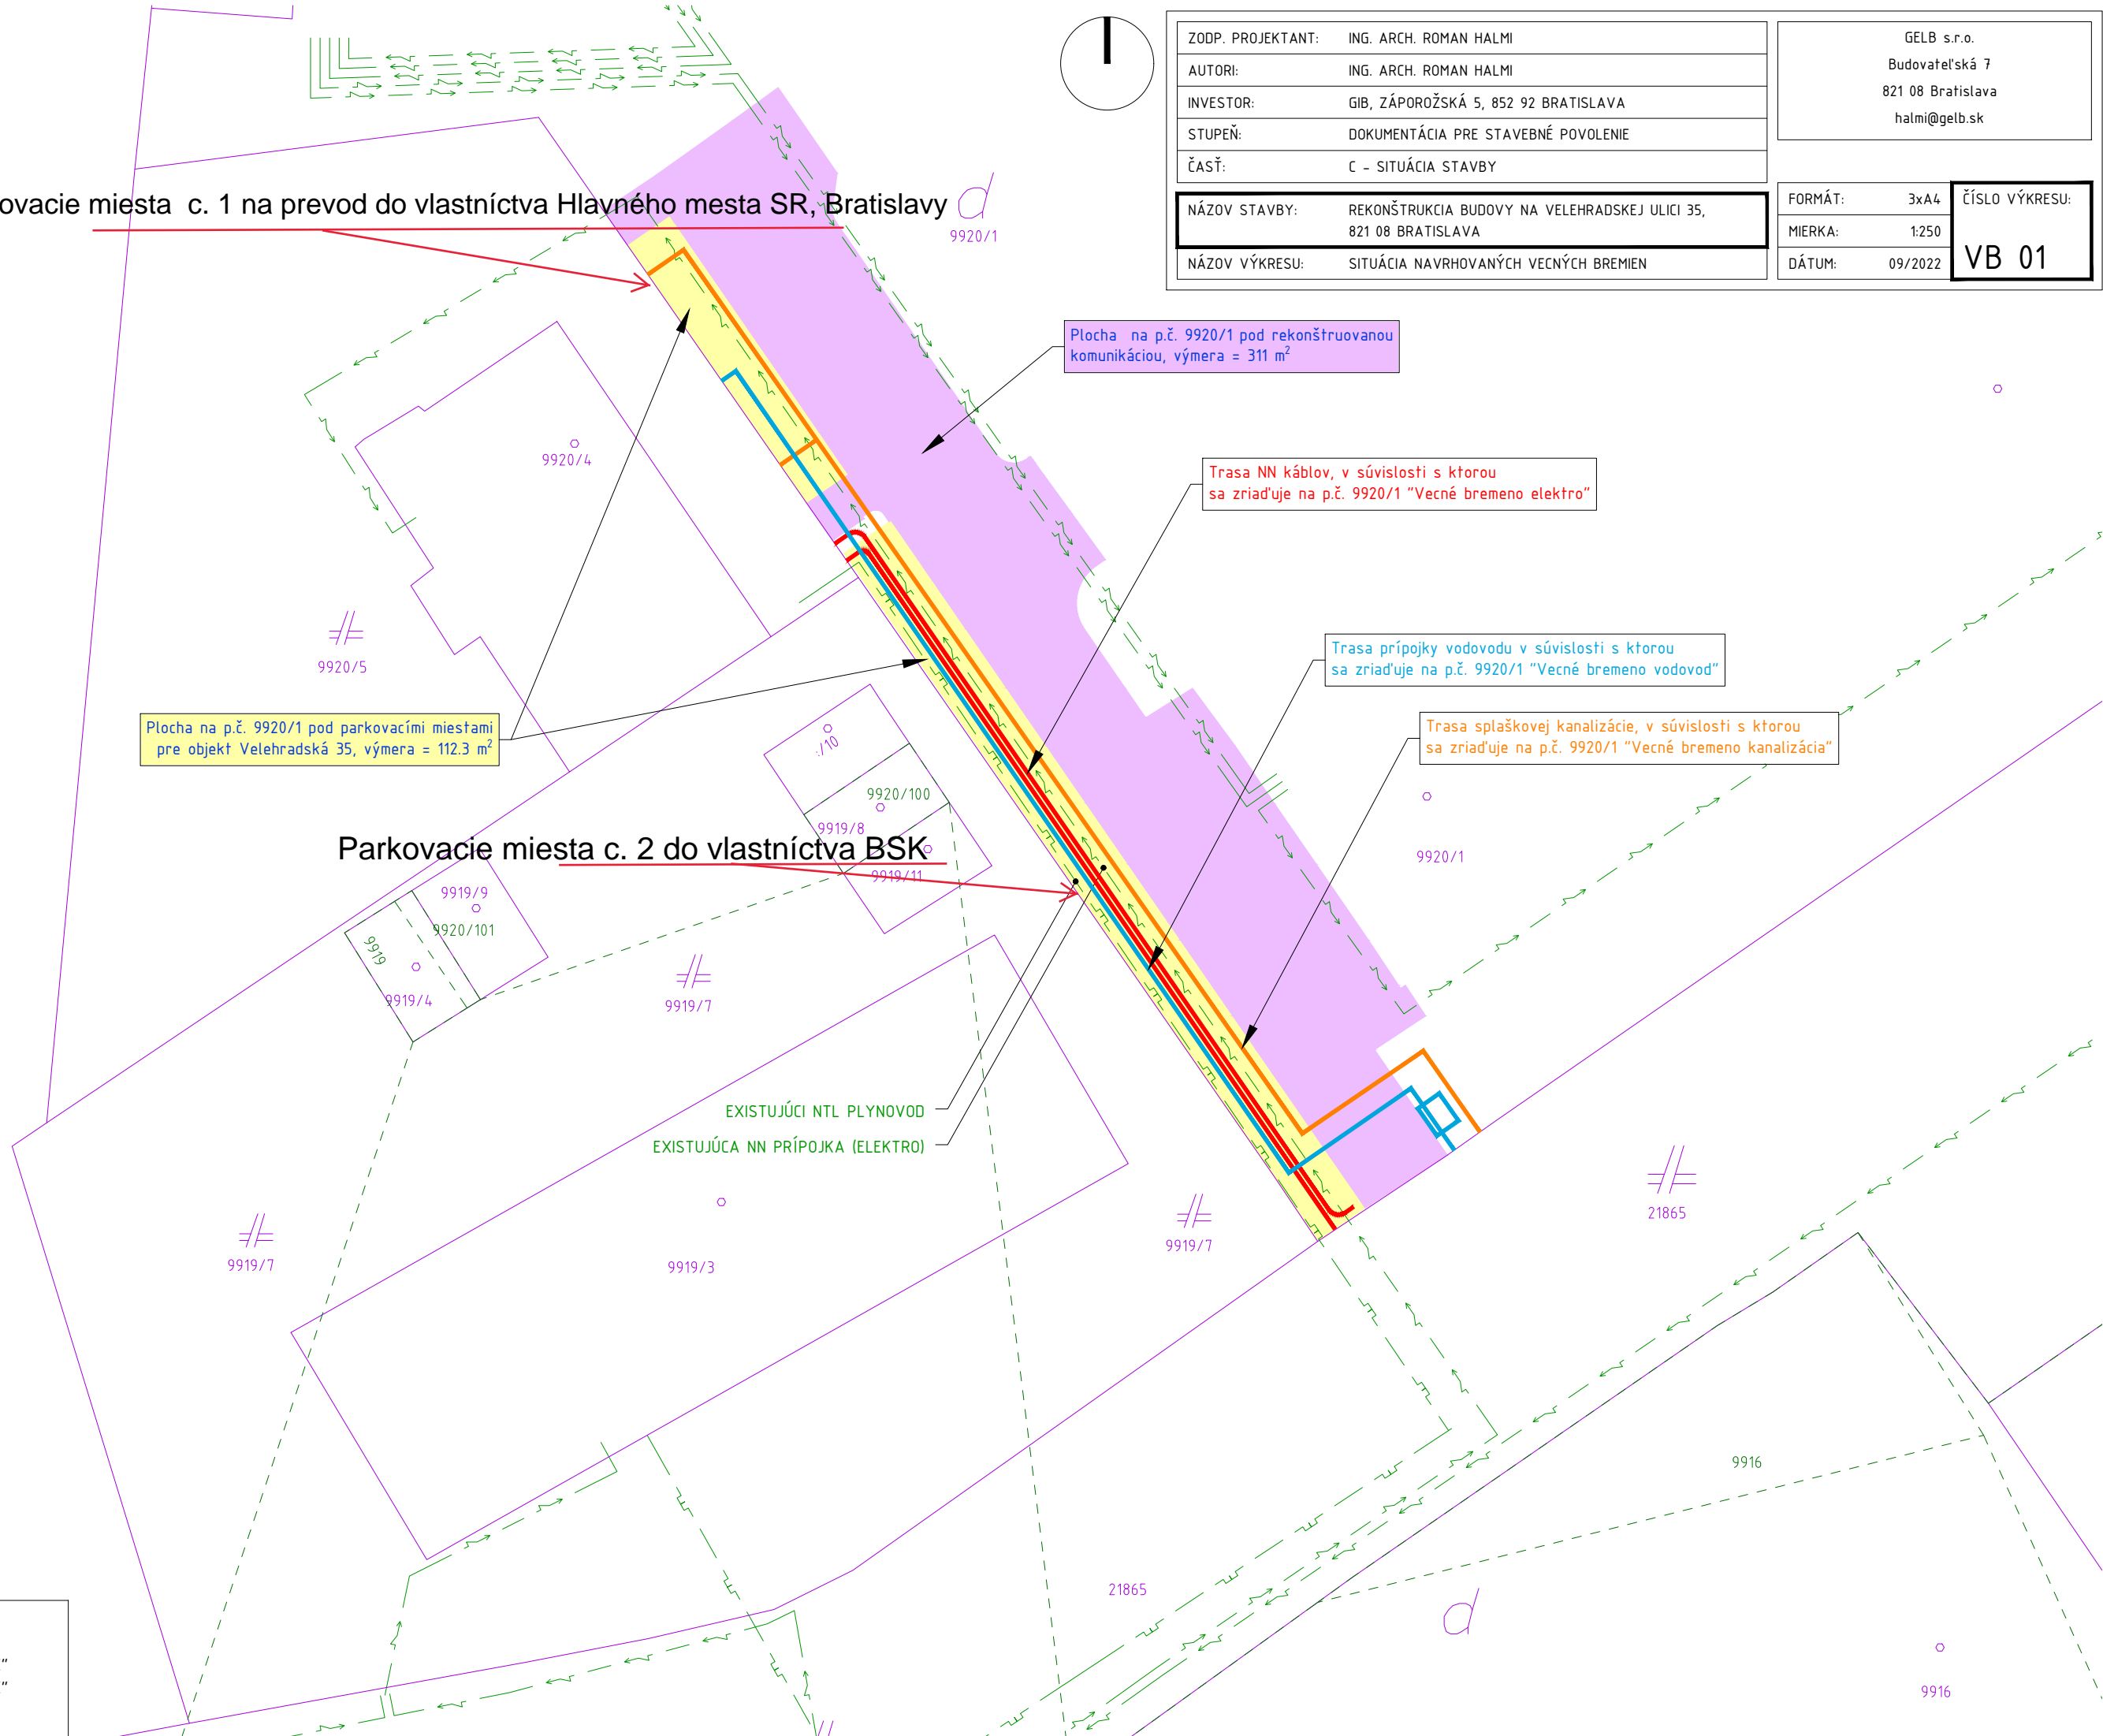 ZODP. PROJEKTANT: ING. ARCH. ROMAN HALMI
AUTORI: ING. ARCH. ROMAN HALMI
INVESTOR: GIB, ZÁPOROŽSKÁ 5, 852 92 BRATISLAVA
STUPEŇ: DOKUMENTÁCIA PRE STAVEBNÉ POVOLENIE
ČASŤ: C - SITUÁCIA STAVBY
NÁZOV STAVBY: REKONŠTRUKCIA BUDOVY NA VELEHRADSKEJ ULICI 35,
821 08 BRATISLAVA
NÁZOV VÝKRESU: SITUÁCIA NAVRHOVANÝCH VECNÝCH BREMIEN
GELB s.r.o.
Budovateľská 7
821 08 Bratislava
halmi@gelb.sk
FORMÁT: 3xA4
MIERKA: 1:250
DÁTUM: 09/2022
ČÍSLO VÝKRESU:
VB 01
ovacie miesta c. 1 na prevod do vlastníctva Hlavného mesta SR, Bratislavy
9920/1
Plocha na p.č. 9920/1 pod rekonštruovanou
komunikáciou, výmera = 311 m²
9920/4
Trasa NN káblov, v súvislosti s ktorou
sa zriaďuje na p.č. 9920/1 "Vecné bremeno elektro"
9920/5
Trasa prípojky vodovodu v súvislosti s ktorou
sa zriaďuje na p.č. 9920/1 "Vecné bremeno vodovod"
Plocha na p.č. 9920/1 pod parkovacími miestami
pre objekt Velehradská 35, výmera = 112.3 m²
Trasa splaškovej kanalizácie, v súvislosti s ktorou
sa zriaďuje na p.č. 9920/1 "Vecné bremeno kanalizácia"
:/10
9920/100
9919/8
Parkovacie miesta c. 2 do vlastníctva BSK
9920/1
9919/11
9919/9
9920/101
9919
9919/4
9919/7
EXISTUJÚCI NTL PLYNOVOD
EXISTUJÚCA NN PRÍPOJKA (ELEKTRO)
21865
9919/7
9919/7
9919/3
9916
21865
9916
"
"